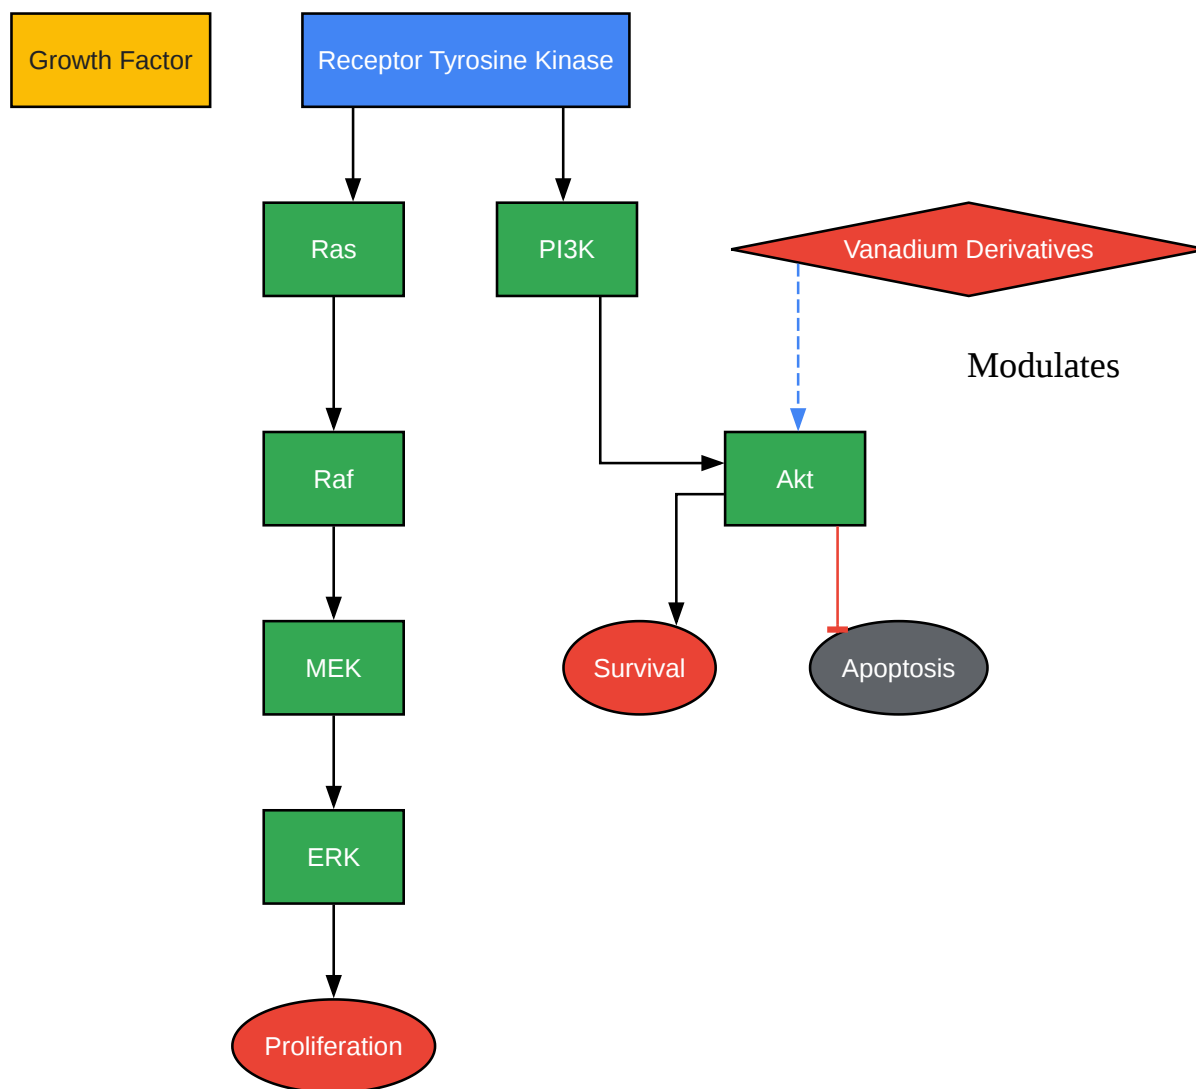 Growth Factor
Receptor Tyrosine Kinase
Ras
PI3K
Vanadium Derivatives
Modulates
Raf
Akt
MEK
Survival
Apoptosis
ERK
Proliferation